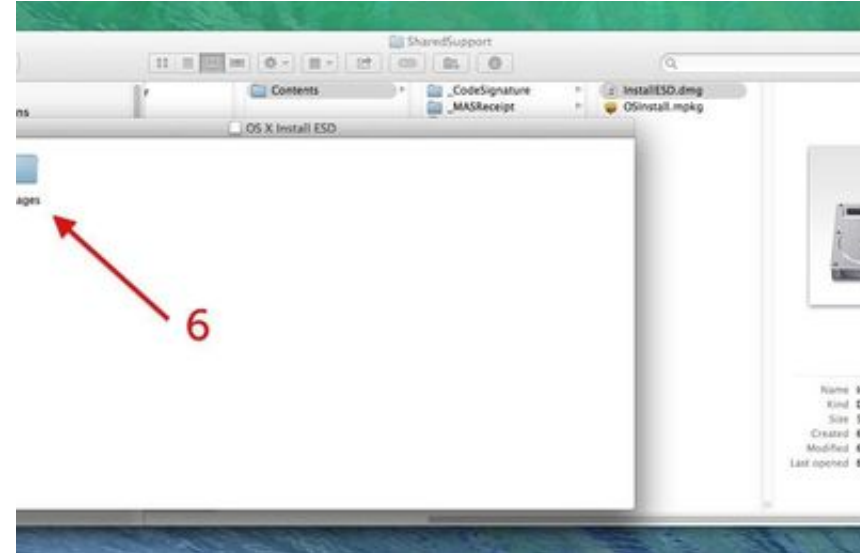 SharedSupport
Contents
_CodeSignature
InstallESD.dmg
_MASReceipt
OSInstall.mpkg
ns
OS X Install ESD
ages
6
Name
Kind
Size
Created
Modified
Last opened